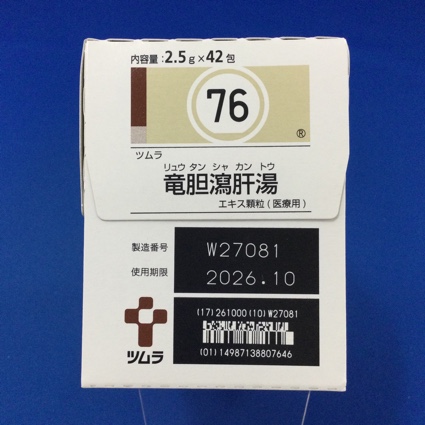 内容量:2.5g×42包
76
®
ツムラ
リュウ タン シャ カン トウ
竜胆瀉肝湯
エキス顆粒(医療用)
製造番号 W27081
使用期限 2026.10
(17)261000(10)W27081
(01)14987138807646
ツムラ